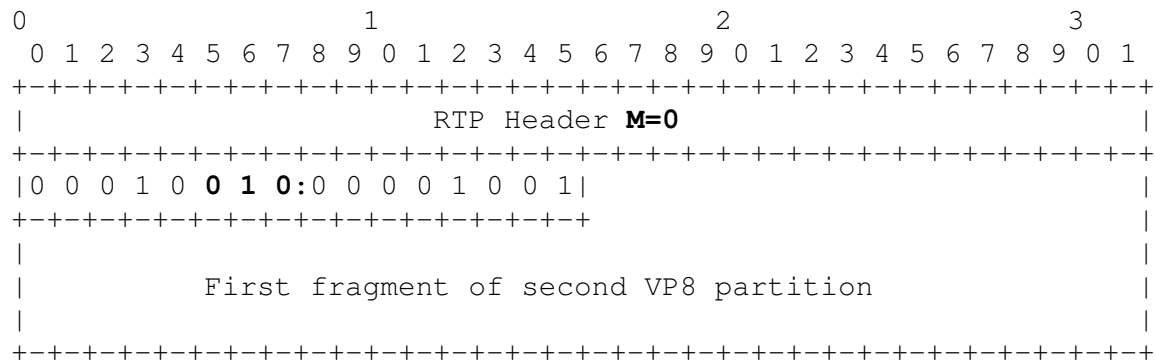 0                   1                   2                   3
 0 1 2 3 4 5 6 7 8 9 0 1 2 3 4 5 6 7 8 9 0 1 2 3 4 5 6 7 8 9 0 1
+-+-+-+-+-+-+-+-+-+-+-+-+-+-+-+-+-+-+-+-+-+-+-+-+-+-+-+-+-+-+-+-+
|                       RTP Header M=0                          |
+-+-+-+-+-+-+-+-+-+-+-+-+-+-+-+-+-+-+-+-+-+-+-+-+-+-+-+-+-+-+-+-+
|0 0 0 1 0 0 1 0:0 0 0 0 1 0 0 1|                               |
+-+-+-+-+-+-+-+-+-+-+-+-+-+-+-+-+                               |
|                                                               |
|          First fragment of second VP8 partition               |
|                                                               |
+-+-+-+-+-+-+-+-+-+-+-+-+-+-+-+-+-+-+-+-+-+-+-+-+-+-+-+-+-+-+-+-+